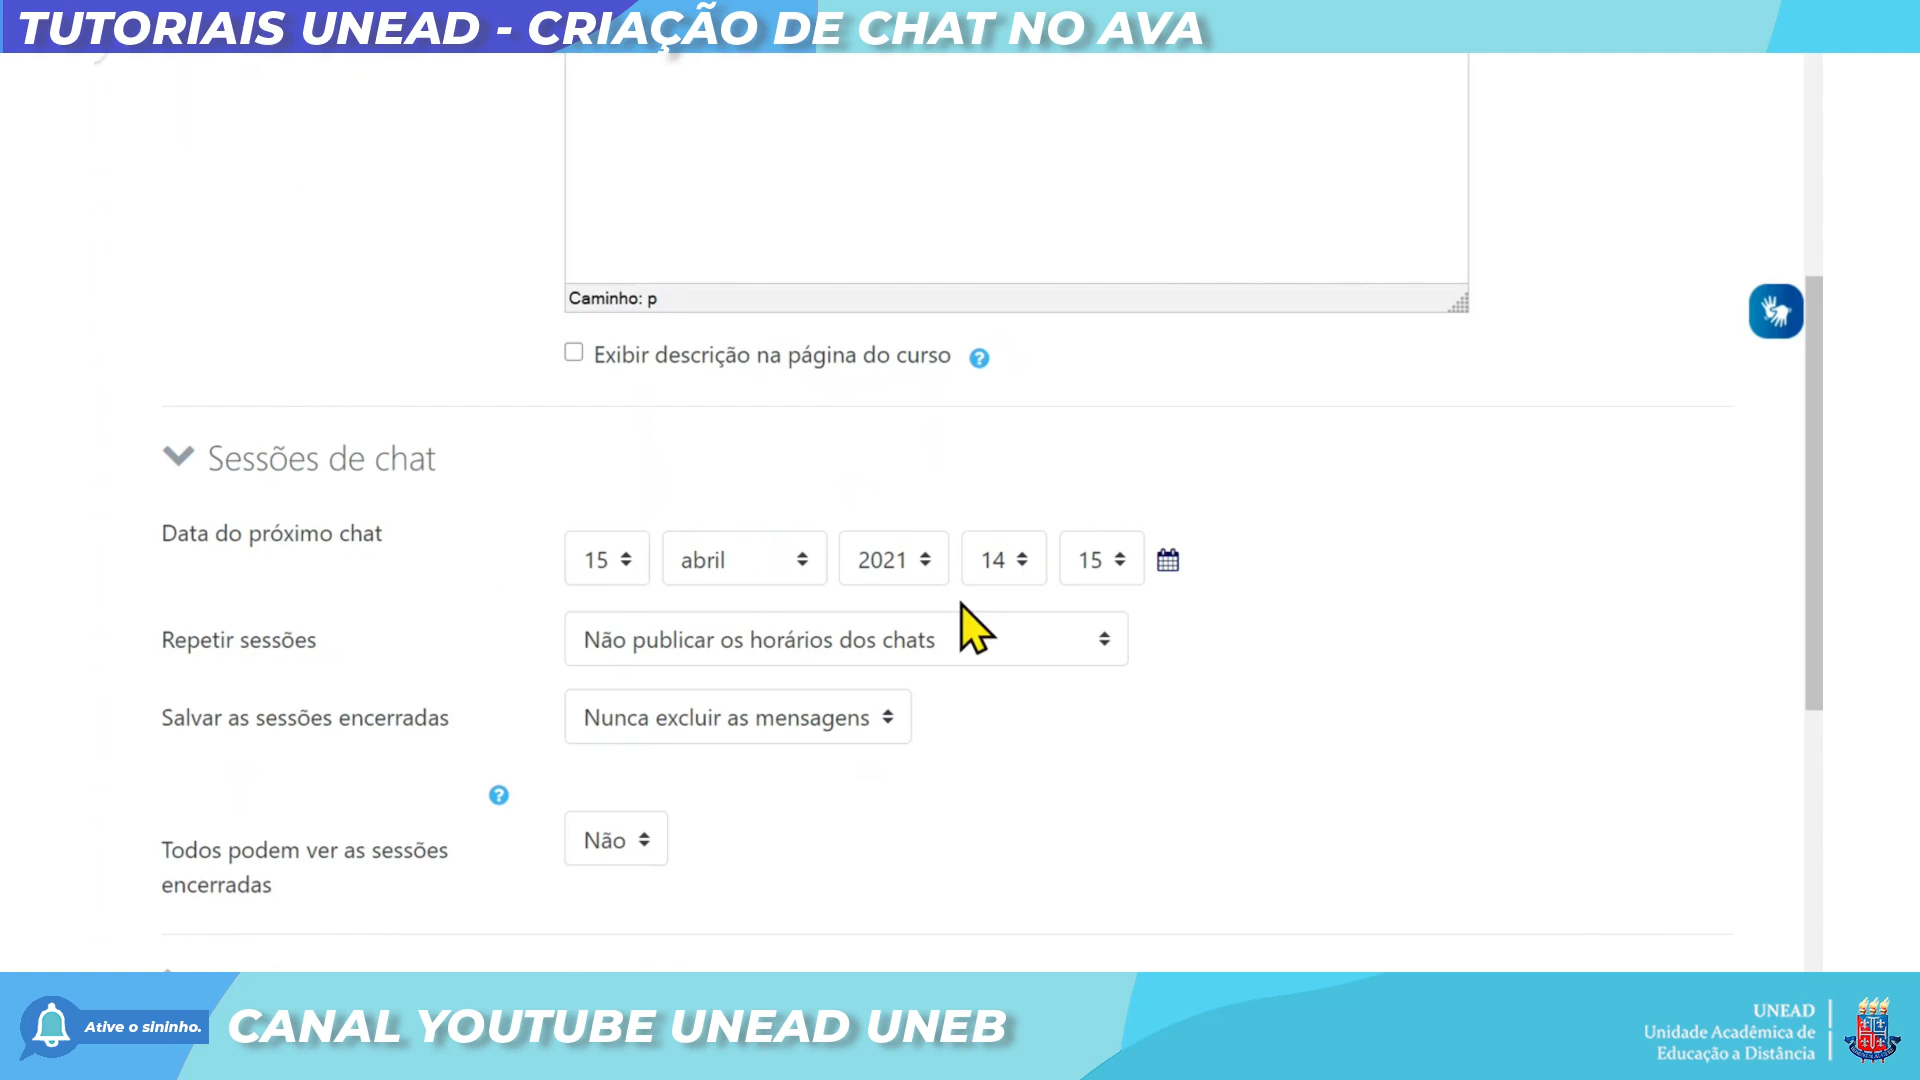 TUTORIAIS UNEAD - CRIAÇÃO DE CHAT NO AVA
Caminho: p
Exibir descrição na página do curso
Sessões de chat
Data do próximo chat
15 abril 2021 14 15
Repetir sessões
Não publicar os horários dos chats
Salvar as sessões encerradas
Nunca excluir as mensagens
Todos podem ver as sessões
encerradas
Não
Ative o sininho.
CANAL YOUTUBE UNEAD UNEB
UNEAD
Unidade Acadêmica de
Educação a Distância